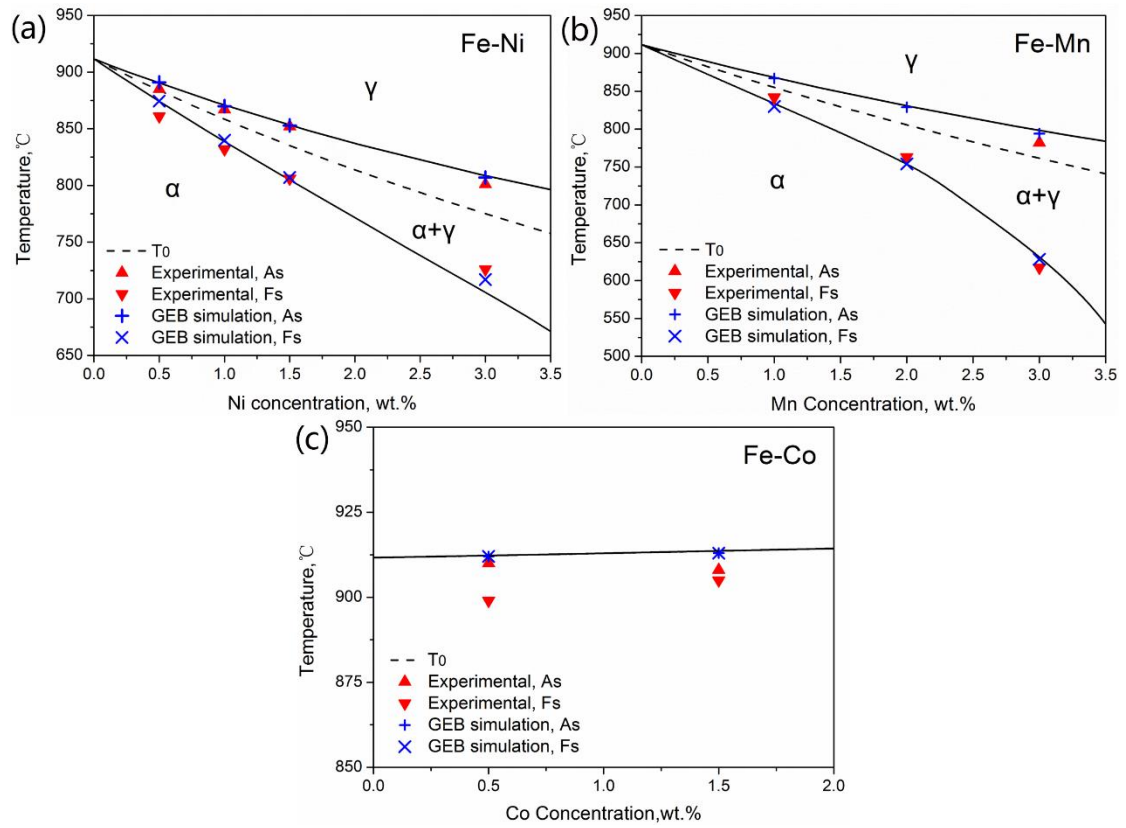 (a)
Fe-Ni
γ
α
α+γ
T0
Experimental, As
Experimental, Fs
GEB simulation, As
GEB simulation, Fs
Temperature,℃
950
900
850
800
750
700
650
0.0 0.5 1.0 1.5 2.0 2.5 3.0 3.5
Ni concentration, wt.%
(b)
Fe-Mn
γ
α
α+γ
T0
Experimental, As
Experimental, Fs
GEB simulation, As
GEB simulation, Fs
Temperature,℃
950
900
850
800
750
700
650
600
550
500
0.0 0.5 1.0 1.5 2.0 2.5 3.0 3.5
Mn Concentration, wt.%
(c)
Fe-Co
T0
Experimental, As
Experimental, Fs
GEB simulation, As
GEB simulation, Fs
Temperature,℃
950
925
900
875
850
0.0 0.5 1.0 1.5 2.0
Co Concentration,wt.%